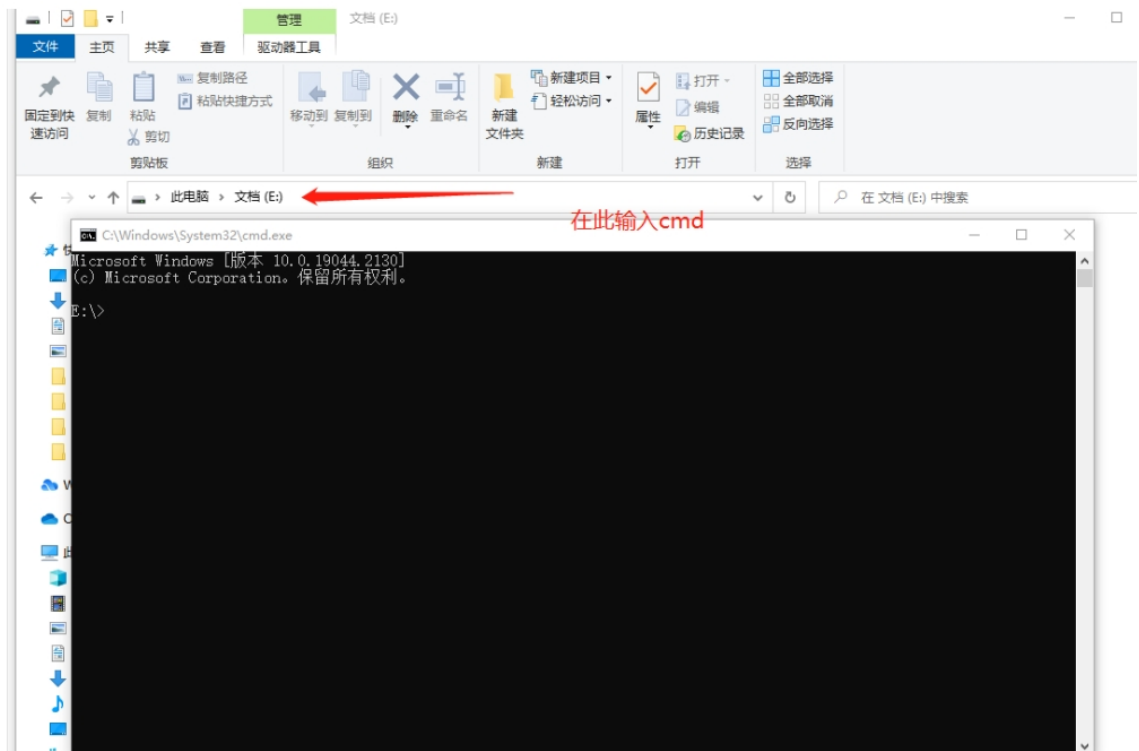 管理
文档 (E:)
文件
主页
共享
查看
驱动器工具
固定到快
速访问
复制
粘贴
复制路径
粘贴快捷方式
剪切
剪贴板
移动到
复制到
删除
重命名
组织
新建
文件夹
新建项目
轻松访问
新建
属性
打开
编辑
历史记录
打开
全部选择
全部取消
反向选择
选择
此电脑 › 文档 (E:)
在 文档 (E:) 中搜索
在此输入cmd
C:\Windows\System32\cmd.exe
Microsoft Windows [版本 10.0.19044.2130]
(c) Microsoft Corporation。保留所有权利。
E:\>